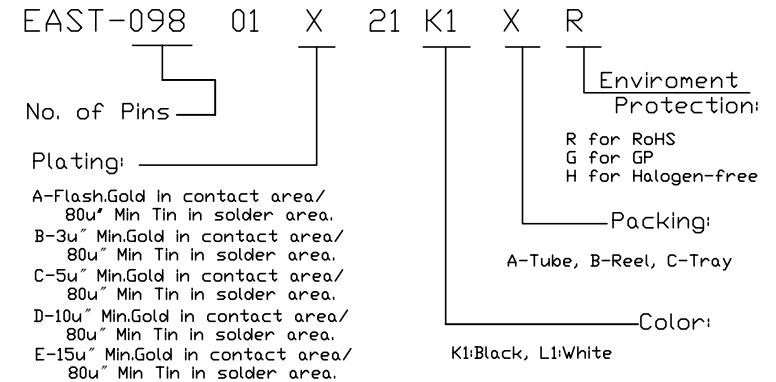 EAST-098 01 X 21 K1 X R
No. of Pins
Plating:
A-Flash.Gold in contact area/
80u" Min Tin in solder area.
B-3u" Min.Gold in contact area/
80u" Min Tin in solder area.
C-5u" Min.Gold in contact area/
80u" Min Tin in solder area.
D-10u" Min.Gold in contact area/
80u" Min Tin in solder area.
E-15u" Min.Gold in contact area/
80u" Min Tin in solder area.
Enviroment
Protection:
R for RoHS
G for GP
H for Halogen-free
Packing:
A-Tube, B-Reel, C-Tray
Color:
K1:Black, L1:White